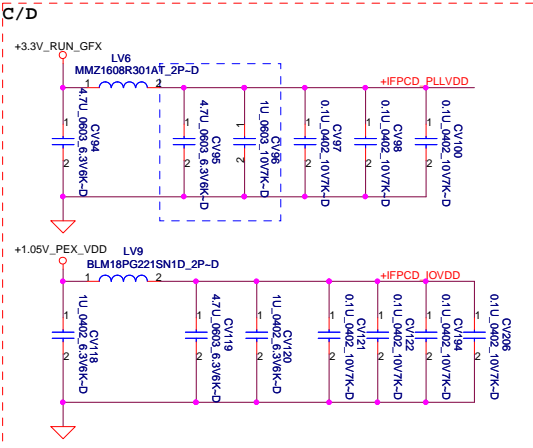 C/D
+3.3V_RUN_GFX
LV6
MMZ1608R301AT_2P~D
1
2
+IFPCD_PLLVDD
1
2
CV94
4.7U_0603_6.3V6K~D
1
2
CV95
4.7U_0603_6.3V6K~D
1
2
CV96
1U_0603_10V7K~D
1
2
CV97
0.1U_0402_10V7K~D
1
2
CV98
0.1U_0402_10V7K~D
1
2
CV100
0.1U_0402_10V7K~D
+1.05V_PEX_VDD
LV9
BLM18PG221SN1D_2P~D
1
2
+IFPCD_IOVDD
1
2
CV118
1U_0402_6.3V6K~D
1
2
CV119
4.7U_0603_6.3V6K~D
1
2
CV120
1U_0402_6.3V6K~D
1
2
CV121
0.1U_0402_10V7K~D
1
2
CV122
0.1U_0402_10V7K~D
1
2
CV194
0.1U_0402_10V7K~D
1
2
CV206
0.1U_0402_10V7K~D